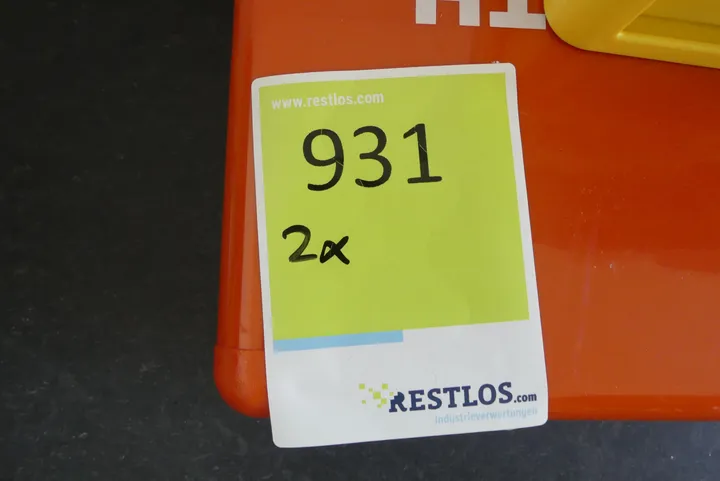 www.restlos.com
931
2x
RESTLOS.com
Industrieverwertungen